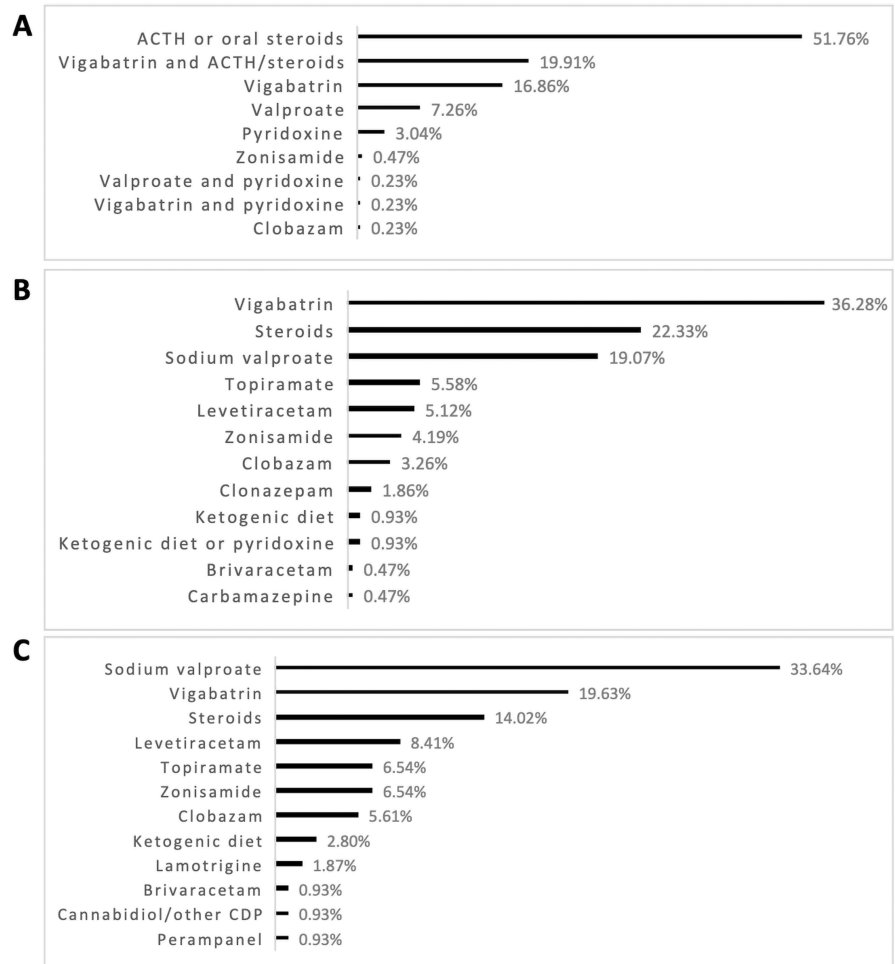 A
ACTH or oral steroids 51.76%
Vigabatrin and ACTH/steroids 19.91%
Vigabatrin 16.86%
Valproate 7.26%
Pyridoxine 3.04%
Zonisamide 0.47%
Valproate and pyridoxine 0.23%
Vigabatrin and pyridoxine 0.23%
Clobazam 0.23%
B
Vigabatrin 36.28%
Steroids 22.33%
Sodium valproate 19.07%
Topiramate 5.58%
Levetiracetam 5.12%
Zonisamide 4.19%
Clobazam 3.26%
Clonazepam 1.86%
Ketogenic diet 0.93%
Ketogenic diet or pyridoxine 0.93%
Brivaracetam 0.47%
Carbamazepine 0.47%
C
Sodium valproate 33.64%
Vigabatrin 19.63%
Steroids 14.02%
Levetiracetam 8.41%
Topiramate 6.54%
Zonisamide 6.54%
Clobazam 5.61%
Ketogenic diet 2.80%
Lamotrigine 1.87%
Brivaracetam 0.93%
Cannabidiol/other CDP 0.93%
Perampanel 0.93%